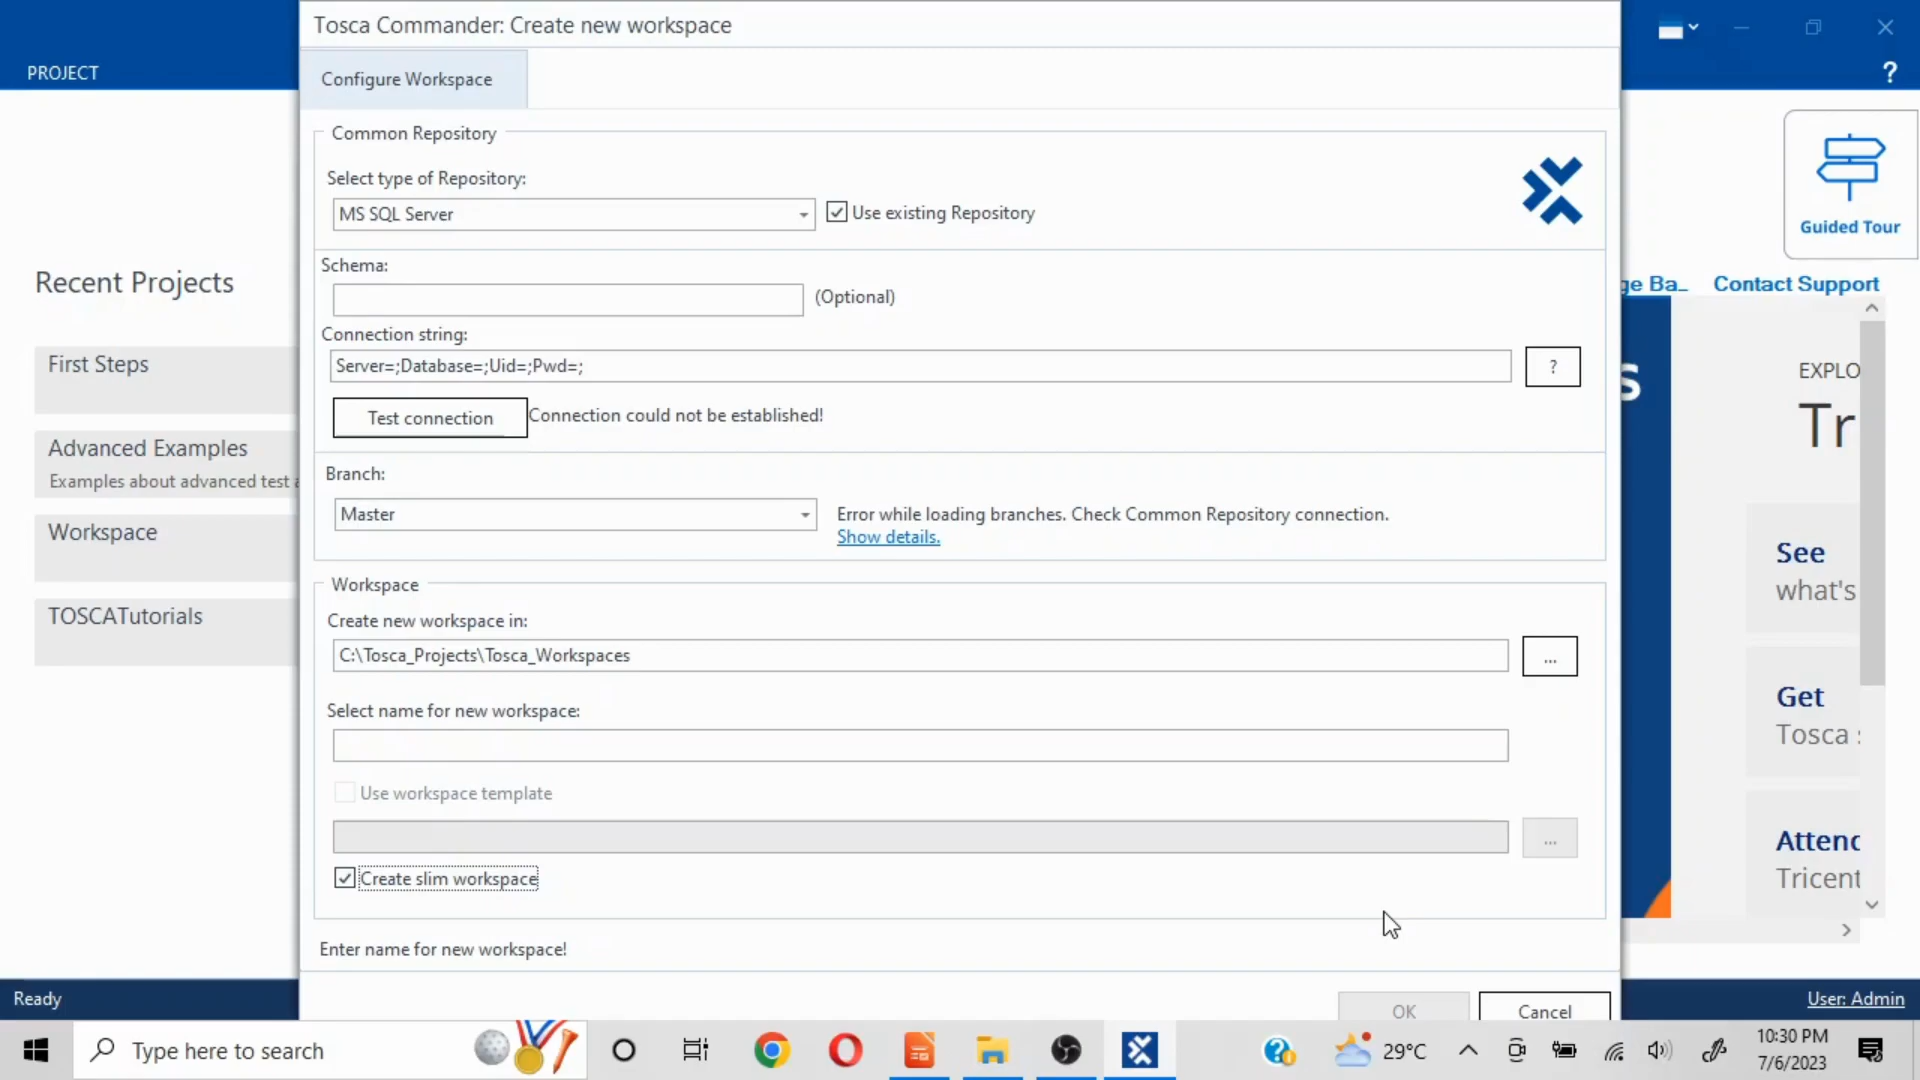 Tosca Commander: Create new workspace
PROJECT
?
Configure Workspace
Common Repository
Select type of Repository:
MS SQL Server
Use existing Repository
Guided Tour
Schema:
(Optional)
Recent Projects
ge Ba...
Contact Support
Connection string:
Server=;Database=;Uid=;Pwd=;
?
First Steps
s
EXPLO
Tr
Test connection
Connection could not be established!
Advanced Examples
Examples about advanced test a
Branch:
Master
Error while loading branches. Check Common Repository connection.
Show details.
Workspace
See
what's
Workspace
Create new workspace in:
TOSCATutorials
C:\Tosca_Projects\Tosca_Workspaces
...
Get
Tosca
Select name for new workspace:
Use workspace template
...
Attend
Tricent
Create slim workspace
Enter name for new workspace!
Ready
User: Admin
OK
Cancel
Type here to search
29°C
10:30 PM
7/6/2023